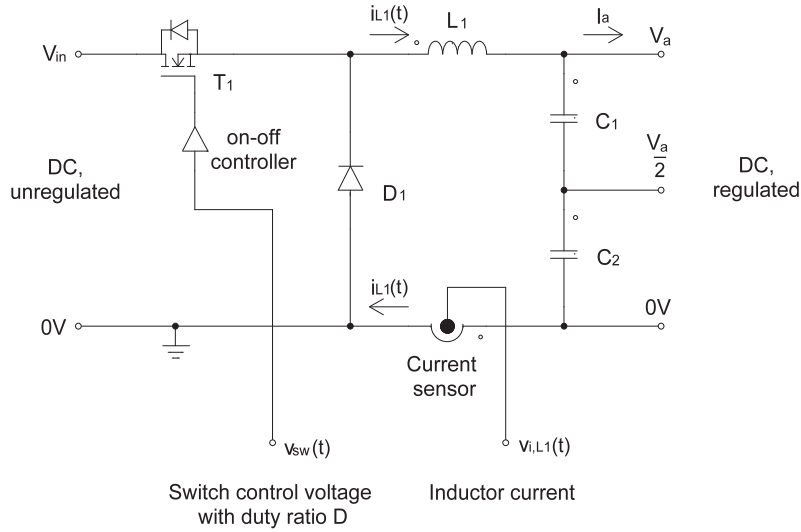 iL1(t)
L1
Ia
Vin
Va
T1
on-off
controller
C1
Va
2
DC,
unregulated
DC,
regulated
D1
C2
iL1(t)
0V
0V
Current
sensor
vsw(t)
vi,L1(t)
Switch control voltage
with duty ratio D
Inductor current